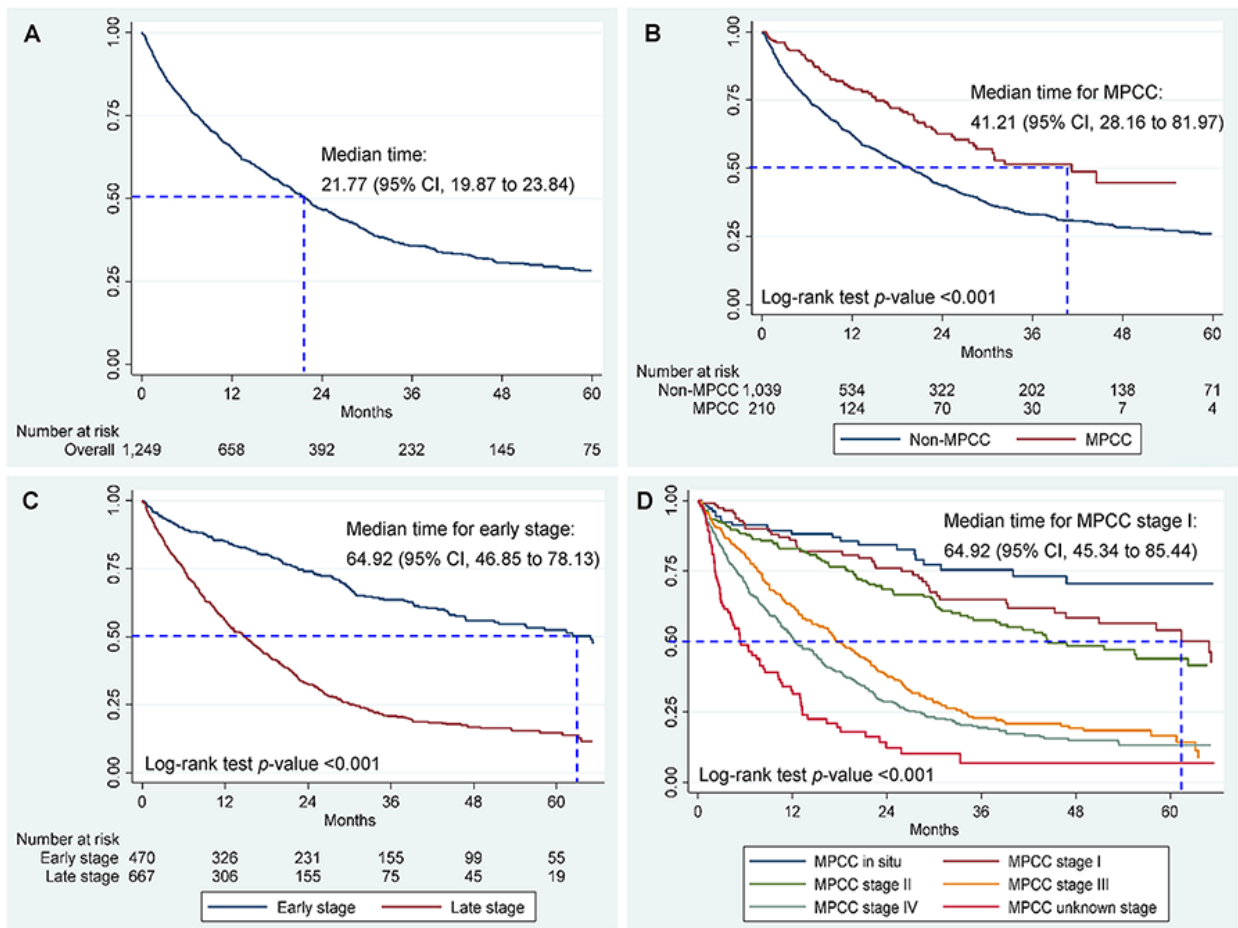 A
1.00
0.75
0.50
0.25
0.00
Median time:
21.77 (95% CI, 19.87 to 23.84)
0 12 24 36 48 60
Months
Number at risk
Overall 1,249 658 392 232 145 75
B
1.00
0.75
0.50
0.25
0.00
Median time for MPCC:
41.21 (95% CI, 28.16 to 81.97)
Log-rank test p-value <0.001
0 12 24 36 48 60
Months
Number at risk
Non-MPCC 1,039 534 322 202 138 71
MPCC 210 124 70 30 7 4
Non-MPCC MPCC
C
1.00
0.75
0.50
0.25
0.00
Median time for early stage:
64.92 (95% CI, 46.85 to 78.13)
Log-rank test p-value <0.001
0 12 24 36 48 60
Months
Number at risk
Early stage 470 326 231 155 99 55
Late stage 667 306 155 75 45 19
Early stage Late stage
D
1.00
0.75
0.50
0.25
0.00
Median time for MPCC stage I:
64.92 (95% CI, 45.34 to 85.44)
Log-rank test p-value <0.001
0 12 24 36 48 60
Months
MPCC in situ MPCC stage I
MPCC stage II MPCC stage III
MPCC stage IV MPCC unknown stage